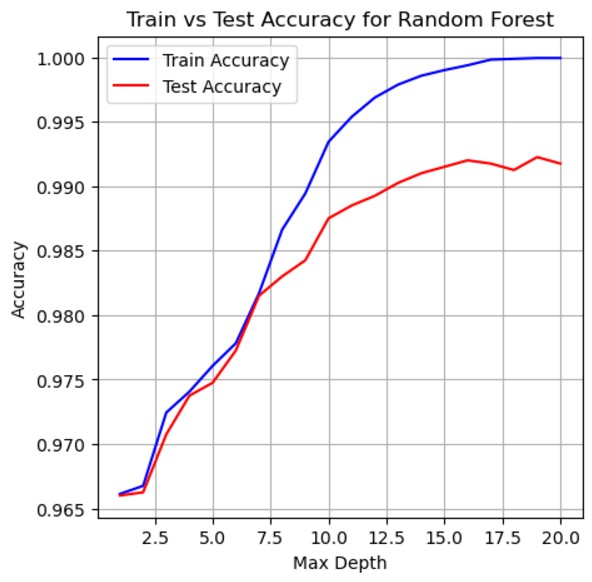 Train vs Test Accuracy for Random Forest
Train Accuracy
Test Accuracy
1.000
0.995
0.990
0.985
0.980
0.975
0.970
0.965
Accuracy
2.5 5.0 7.5 10.0 12.5 15.0 17.5 20.0
Max Depth